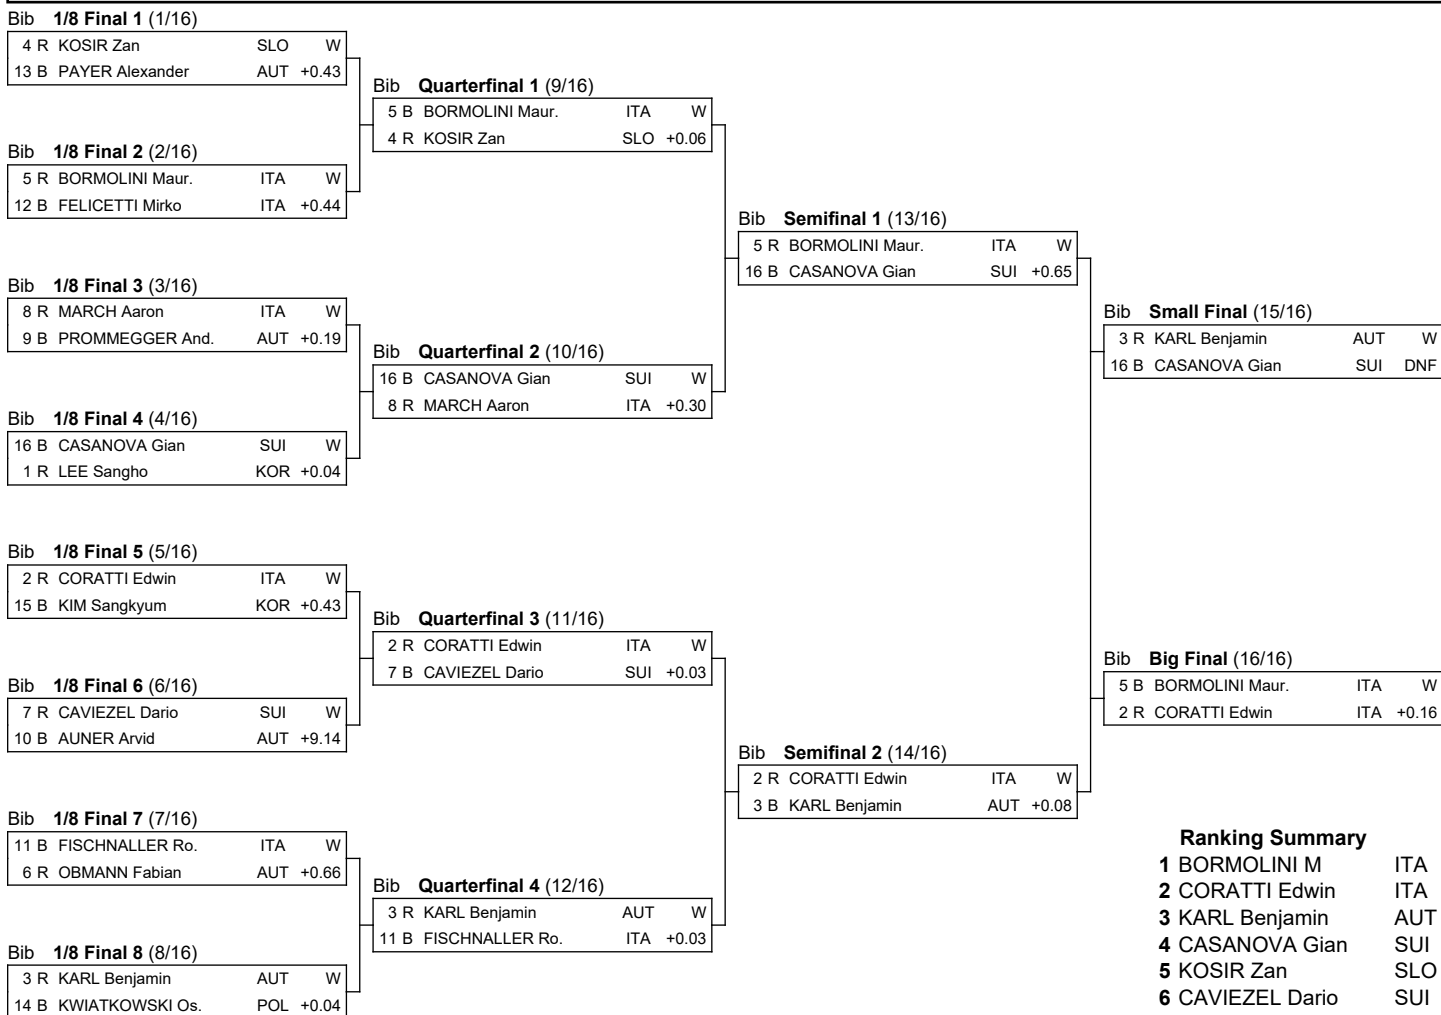 Bib 1/8 Final 1 (1/16)
4 R KOSIR Zan SLO W
13 B PAYER Alexander AUT +0.43
Bib 1/8 Final 2 (2/16)
5 R BORMOLINI Maur. ITA W
12 B FELICETTI Mirko ITA +0.44
Bib 1/8 Final 3 (3/16)
8 R MARCH Aaron ITA W
9 B PROMMEGGER And. AUT +0.19
Bib 1/8 Final 4 (4/16)
16 B CASANOVA Gian SUI W
1 R LEE Sangho KOR +0.04
Bib 1/8 Final 5 (5/16)
2 R CORATTI Edwin ITA W
15 B KIM Sangkyum KOR +0.43
Bib 1/8 Final 6 (6/16)
7 R CAVIEZEL Dario SUI W
10 B AUNER Arvid AUT +9.14
Bib 1/8 Final 7 (7/16)
11 B FISCHNALLER Ro. ITA W
6 R OBMANN Fabian AUT +0.66
Bib 1/8 Final 8 (8/16)
3 R KARL Benjamin AUT W
14 B KWIATKOWSKI Os. POL +0.04
Bib Quarterfinal 1 (9/16)
5 B BORMOLINI Maur. ITA W
4 R KOSIR Zan SLO +0.06
Bib Quarterfinal 2 (10/16)
16 B CASANOVA Gian SUI W
8 R MARCH Aaron ITA +0.30
Bib Quarterfinal 3 (11/16)
2 R CORATTI Edwin ITA W
7 B CAVIEZEL Dario SUI +0.03
Bib Quarterfinal 4 (12/16)
3 R KARL Benjamin AUT W
11 B FISCHNALLER Ro. ITA +0.03
Bib Semifinal 1 (13/16)
5 R BORMOLINI Maur. ITA W
16 B CASANOVA Gian SUI +0.65
Bib Semifinal 2 (14/16)
2 R CORATTI Edwin ITA W
3 B KARL Benjamin AUT +0.08
Bib Small Final (15/16)
3 R KARL Benjamin AUT W
16 B CASANOVA Gian SUI DNF
Bib Big Final (16/16)
5 B BORMOLINI Maur. ITA W
2 R CORATTI Edwin ITA +0.16
Ranking Summary
1 BORMOLINI M ITA
2 CORATTI Edwin ITA
3 KARL Benjamin AUT
4 CASANOVA Gian SUI
5 KOSIR Zan SLO
6 CAVIEZEL Dario SUI